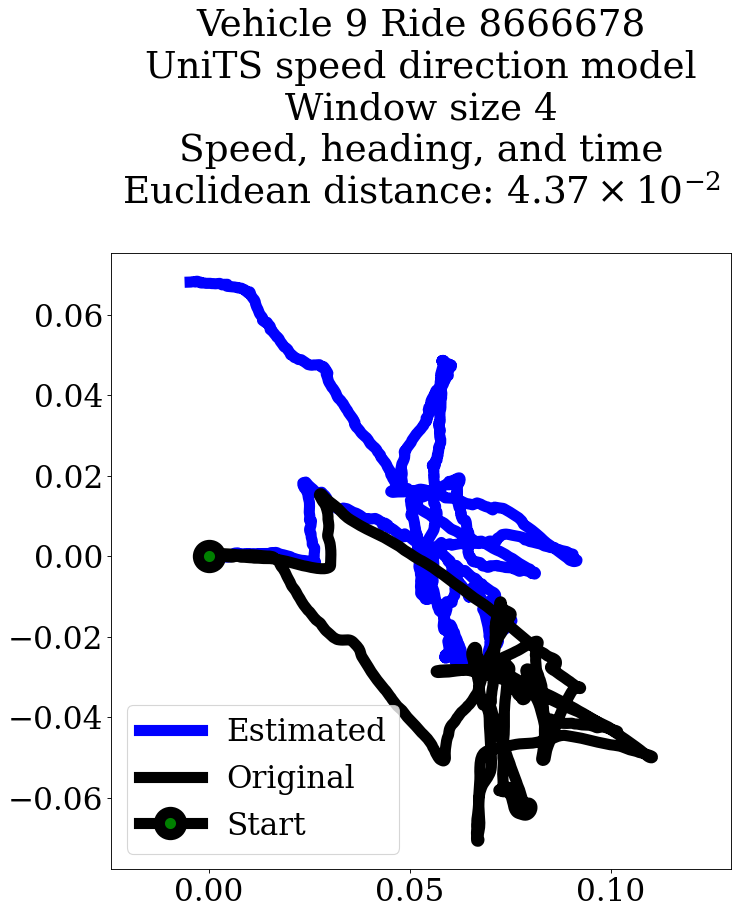 Vehicle 9 Ride 8666678
UniTS speed direction model
Window size 4
Speed, heading, and time
Euclidean distance: $4.37 \times 10^{-2}$
0.06
0.04
0.02
0.00
−0.02
−0.04
−0.06
Estimated
Original
Start
0.00 0.05 0.10